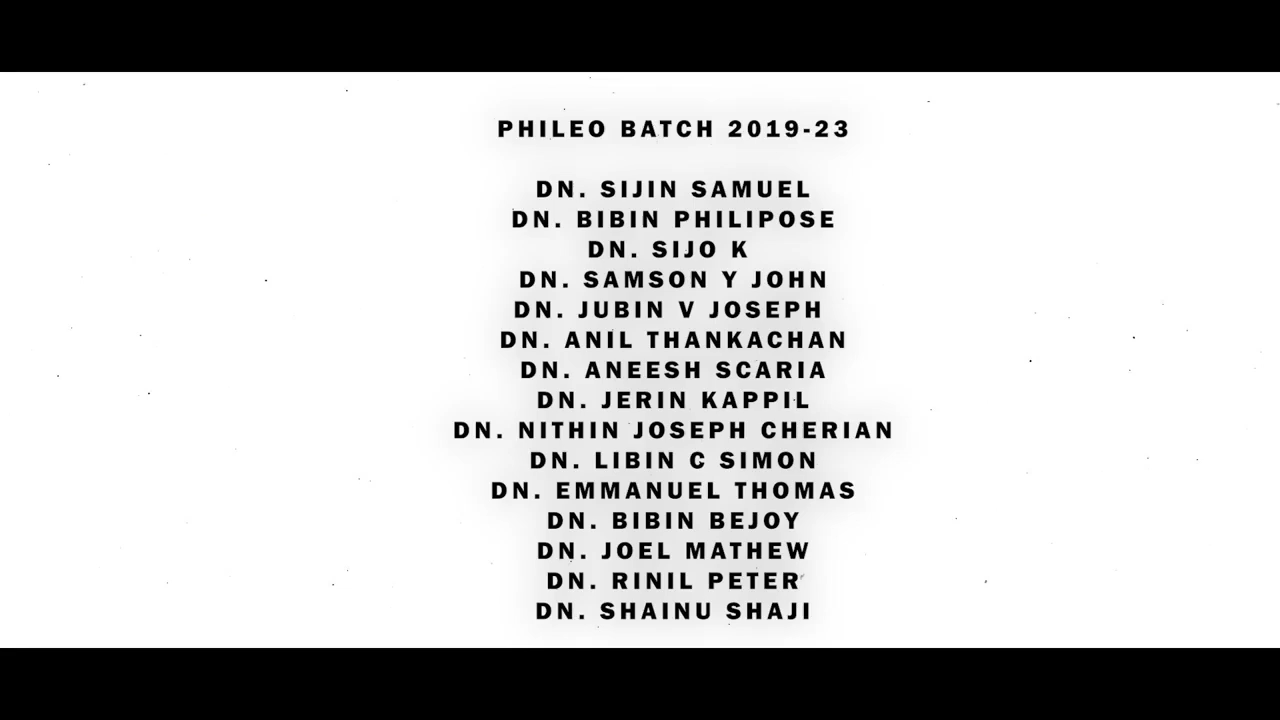 PHILEO BATCH 2019-23
DN. SIJIN SAMUEL
DN. BIBIN PHILIPOSE
DN. SIJO K
DN. SAMSON Y JOHN
DN. JUBIN V JOSEPH
DN. ANIL THANKACHAN
DN. ANEESH SCARIA
DN. JERIN KAPPIL
DN. NITHIN JOSEPH CHERIAN
DN. LIBIN C SIMON
DN. EMMANUEL THOMAS
DN. BIBIN BEJOY
DN. JOEL MATHEW
DN. RINIL PETER
DN. SHAINU SHAJI